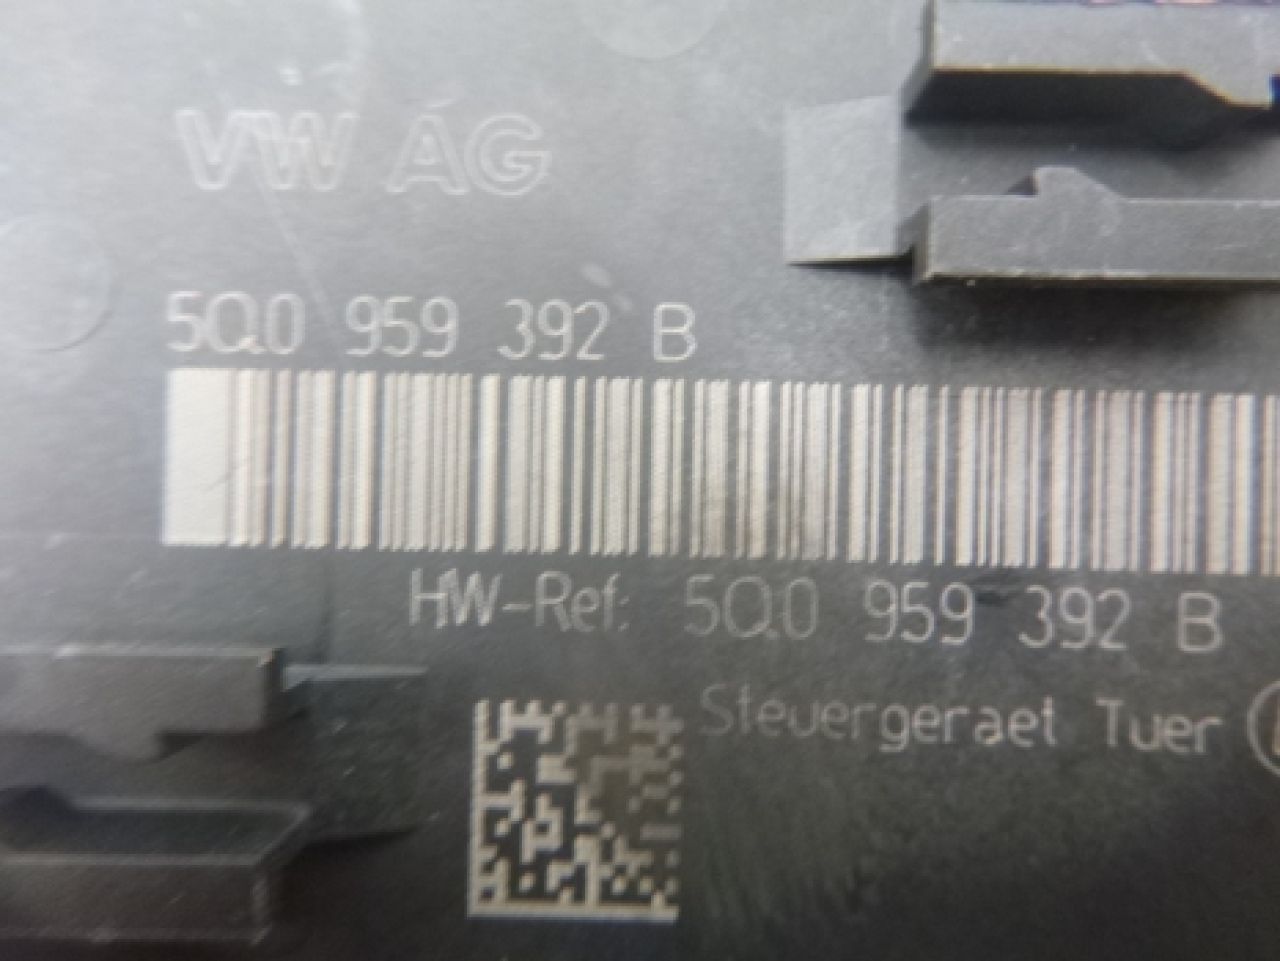 VW AG
5Q0 959 392 B
HW-Ref: 5Q0 959 392 B
Steuergeraet Tuer